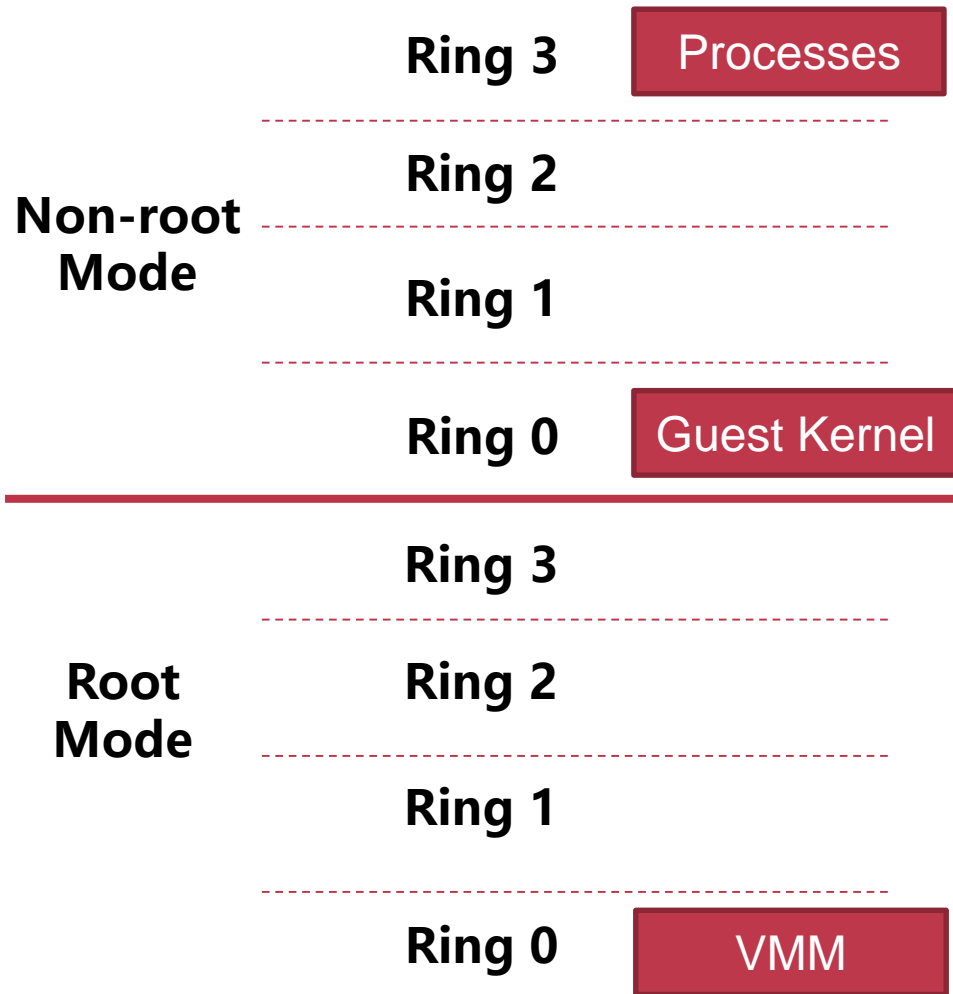 Ring 3
Processes
Ring 2
Non-root
Mode
Ring 1
Ring 0
Guest Kernel
Ring 3
Root
Mode
Ring 2
Ring 1
Ring 0
VMM